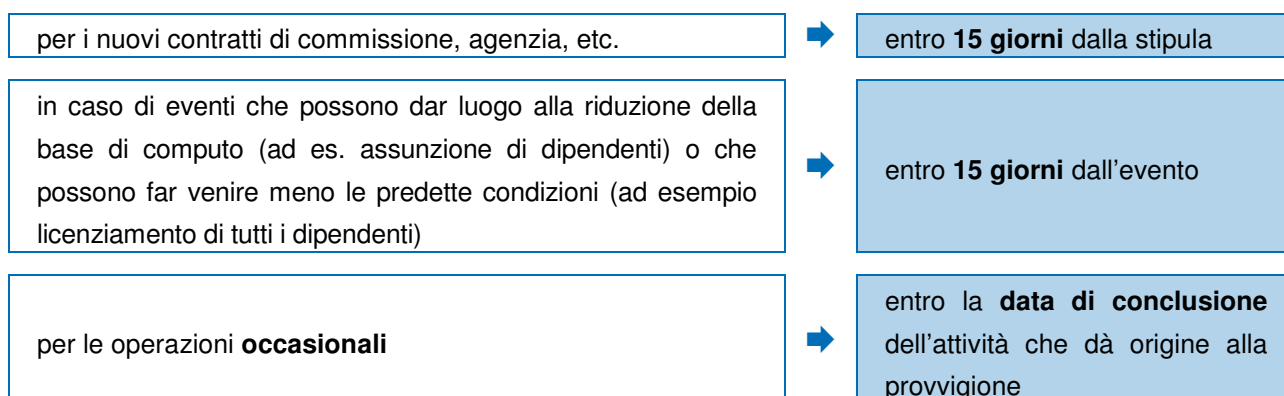 per i nuovi contratti di commissione, agenzia, etc.
entro 15 giorni dalla stipula
in caso di eventi che possono dar luogo alla riduzione della
base di computo (ad es. assunzione di dipendenti) o che
possono far venire meno le predette condizioni (ad esempio
licenziamento di tutti i dipendenti)
entro 15 giorni dall'evento
per le operazioni occasionali
entro la data di conclusione
dell'attività che dà origine alla
provvigione